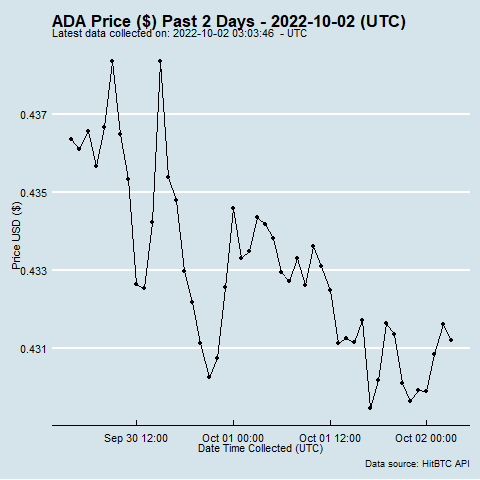 ADA Price ($) Past 2 Days - 2022-10-02 (UTC)
Latest data collected on: 2022-10-02 03:03:46  - UTC
0.437
0.435
0.433
0.431
Price USD ($)
Sep 30 12:00
Oct 01 00:00
Oct 01 12:00
Oct 02 00:00
Date Time Collected (UTC)
Data source: HitBTC API